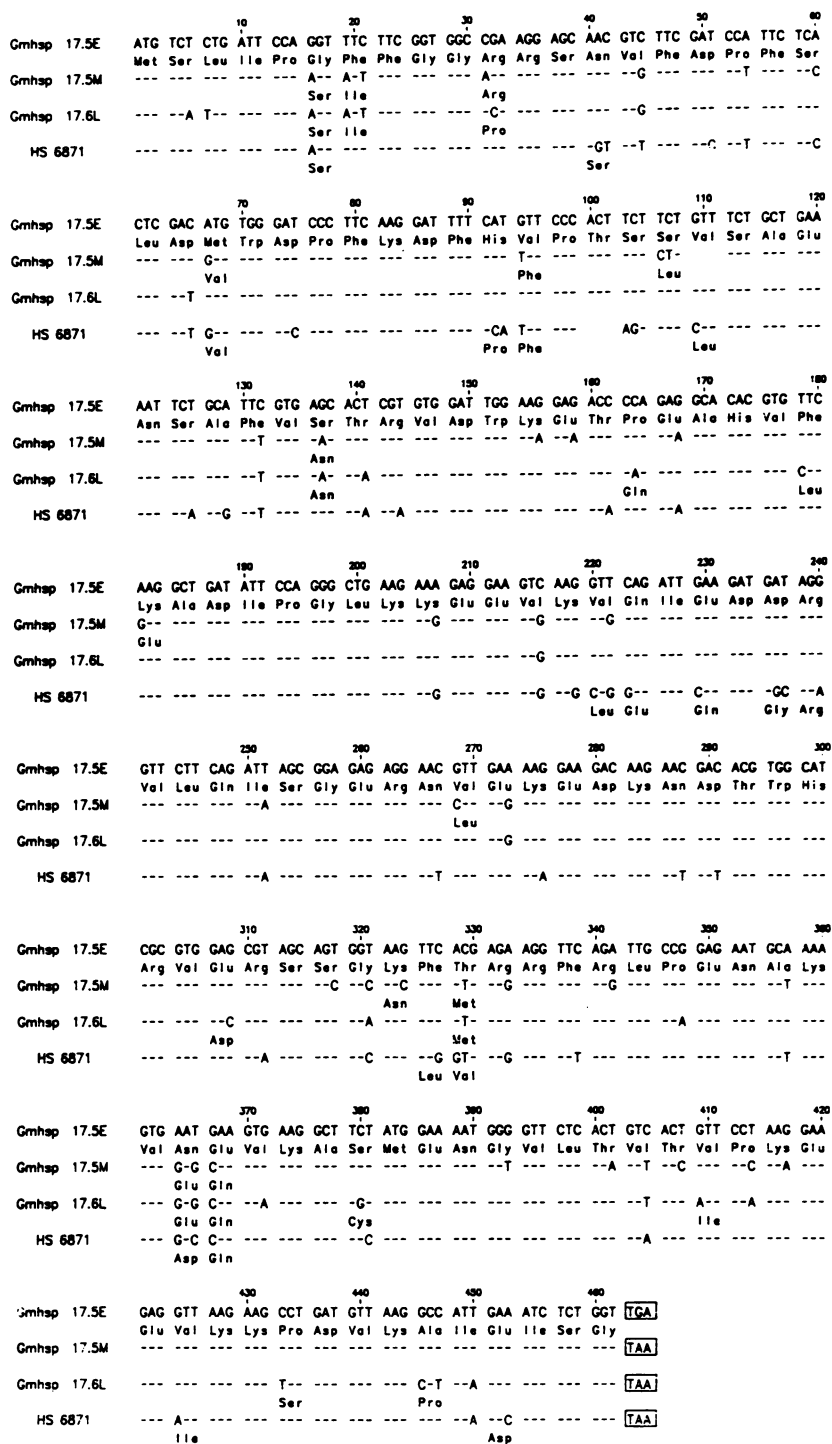 10 20 30 40 50 60
Gmhsp 17.5E ATG TCT CTG ATT CCA GGT TTC TTC GGT GGC CGA AGG AGC AAC GTC TTC GAT CCA TTC TCA
Met Ser Leu Ile Pro Gly Phe Phe Gly Gly Arg Arg Ser Asn Val Phe Asp Pro Phe Ser
Gmhsp 17.5M --- --- --- --- --- A-- A-T --- --- --- A-- --- --- --- --G --- --- --T --- --C
Ser Ile Arg
Gmhsp 17.6L --- --A T-- --- --- A-- A-T --- --- --- -C- --- --- --- --G --- --- --- --- ---
Ser Ile Pro
HS 6871 --- --- --- --- --- A-- --- --- --- --- --- --- --- -GT --T --- --C --T --- --C
Ser Ser
70 80 90 100 110 120
Gmhsp 17.5E CTC GAC ATG TGG GAT CCC TTC AAG GAT TTT CAT GTT CCC ACT TCT TCT GTT TCT GCT GAA
Leu Asp Met Trp Asp Pro Phe Lys Asp Phe His Val Pro Thr Ser Ser Val Ser Ala Glu
Gmhsp 17.5M --- --- G-- --- --- --- --- --- --- --- --- T-- --- --- --- CT- --- --- ---
Val Phe Leu
Gmhsp 17.6L --- --T --- --- --- --- --- --- --- --- --- --- --- --- --- --- --- --- --- ---
HS 6871 --- --T G-- --- --C --- --- --- --- --- -CA T-- --- AG- --- C-- --- --- ---
Val Pro Phe Leu
130 140 150 160 170 180
Gmhsp 17.5E AAT TCT GCA TTC GTG AGC ACT CGT GTG GAT TGG AAG GAG ACC CCA GAG GCA CAC GTG TTC
Asn Ser Ala Phe Val Ser Thr Arg Val Asp Trp Lys Glu Thr Pro Glu Ala His Val Phe
Gmhsp 17.5M --- --- --- --T --- -A- --- --- --- --- --- --A --A --- --- --A --- --- --- ---
Asn
Gmhsp 17.6L --- --- --- --T --- -A- --A --- --- --- --- --- --- --- -A- --- --- --- --- C--
Asn Gln Leu
HS 6871 --- --A --G --T --- --- --A --A --- --- --- --- --- --A --- --A --- --- --- ---
190 200 210 220 230 240
Gmhsp 17.5E AAG GCT GAT ATT CCA GGG CTG AAG AAA GAG GAA GTC AAG GTT CAG ATT GAA GAT GAT AGG
Lys Ala Asp Ile Pro Gly Leu Lys Lys Glu Glu Val Lys Val Gln Ile Glu Asp Asp Arg
Gmhsp 17.5M G-- --- --- --- --- --- --- --- --G --- --- --G --- --G --- --- --- --- --- ---
Glu
Gmhsp 17.6L --- --- --- --- --- --- --- --- --- --- --- --G --- --- --- --- --- --- --- ---
HS 6871 --- --- --- --- --- --- --- --- --G --- --- --G --G C-G G-- --- C-- --- -GC --A
Leu Glu Gln Gly Arg
250 260 270 280 290 300
Gmhsp 17.5E GTT CTT CAG ATT AGC GGA GAG AGG AAC GTT GAA AAG GAA GAC AAG AAC GAC ACG TGG CAT
Val Leu Gln Ile Ser Gly Glu Arg Asn Val Glu Lys Glu Asp Lys Asn Asp Thr Trp His
Gmhsp 17.5M --- --- --- --A --- --- --- --- --- C-- --G --- --- --- --- --- --- --- --- ---
Leu
Gmhsp 17.6L --- --- --- --- --- --- --- --- --- --- --G --- --- --- --- --- --- --- --- ---
HS 6871 --- --- --- --A --- --- --- --- --T --- --- --A --- --- --- --T --T --- --- ---
310 320 330 340 350 360
Gmhsp 17.5E CGC GTG GAG CGT AGC AGT GGT AAG TTC ACG AGA AGG TTC AGA TTG CCG GAG AAT GCA AAA
Arg Val Glu Arg Ser Ser Gly Lys Phe Thr Arg Arg Phe Arg Leu Pro Glu Asn Ala Lys
Gmhsp 17.5M --- --- --- --- --- --C --C --C --- -T- --G --- --- --G --- --- --- --- --T ---
Asn Met
Gmhsp 17.6L --- --- --C --- --- --- --A --- --- -T- --- --- --- --- --- --A --- --- --- ---
Asp Met
HS 6871 --- --- --- --A --- --- --C --- --G GT- --G --- --T --- --- --- --- --- --T ---
Leu Val
370 380 390 400 410 420
Gmhsp 17.5E GTG AAT GAA GTG AAG GCT TCT ATG GAA AAT GGG GTT CTC ACT GTC ACT GTT CCT AAG GAA
Val Asn Glu Val Lys Ala Ser Met Glu Asn Gly Val Leu Thr Val Thr Val Pro Lys Glu
Gmhsp 17.5M --- G-G C-- --- --- --- --- --- --- --- --T --- --- --A --T --C --- --C --A ---
Glu Gln
Gmhsp 17.6L --- G-G C-- --A --- --- -G- --- --- --- --- --- --- --- --T --- A-- --A --- ---
Glu Gln Cys Ile
HS 6871 --- G-C C-- --- --- --- --C --- --- --- --- --- --- --- --A --- --- --- --- ---
Asp Gln
430 440 450 460
Gmhsp 17.5E GAG GTT AAG AAG CCT GAT GTT AAG GCC ATT GAA ATC TCT GGT TGA
Glu Val Lys Lys Pro Asp Val Lys Ala Ile Glu Ile Ser Gly
Gmhsp 17.5M --- --- --- --- --- --- --- --- --- --- --- --- --- --- TAA
Gmhsp 17.6L --- --- --- --- T-- --- --- --- C-T --A --- --- --- --- TAA
Ser Pro
HS 6871 --- A-- --- --- --- --- --- --- --- --A --C --- --- --- TAA
Ile Asp